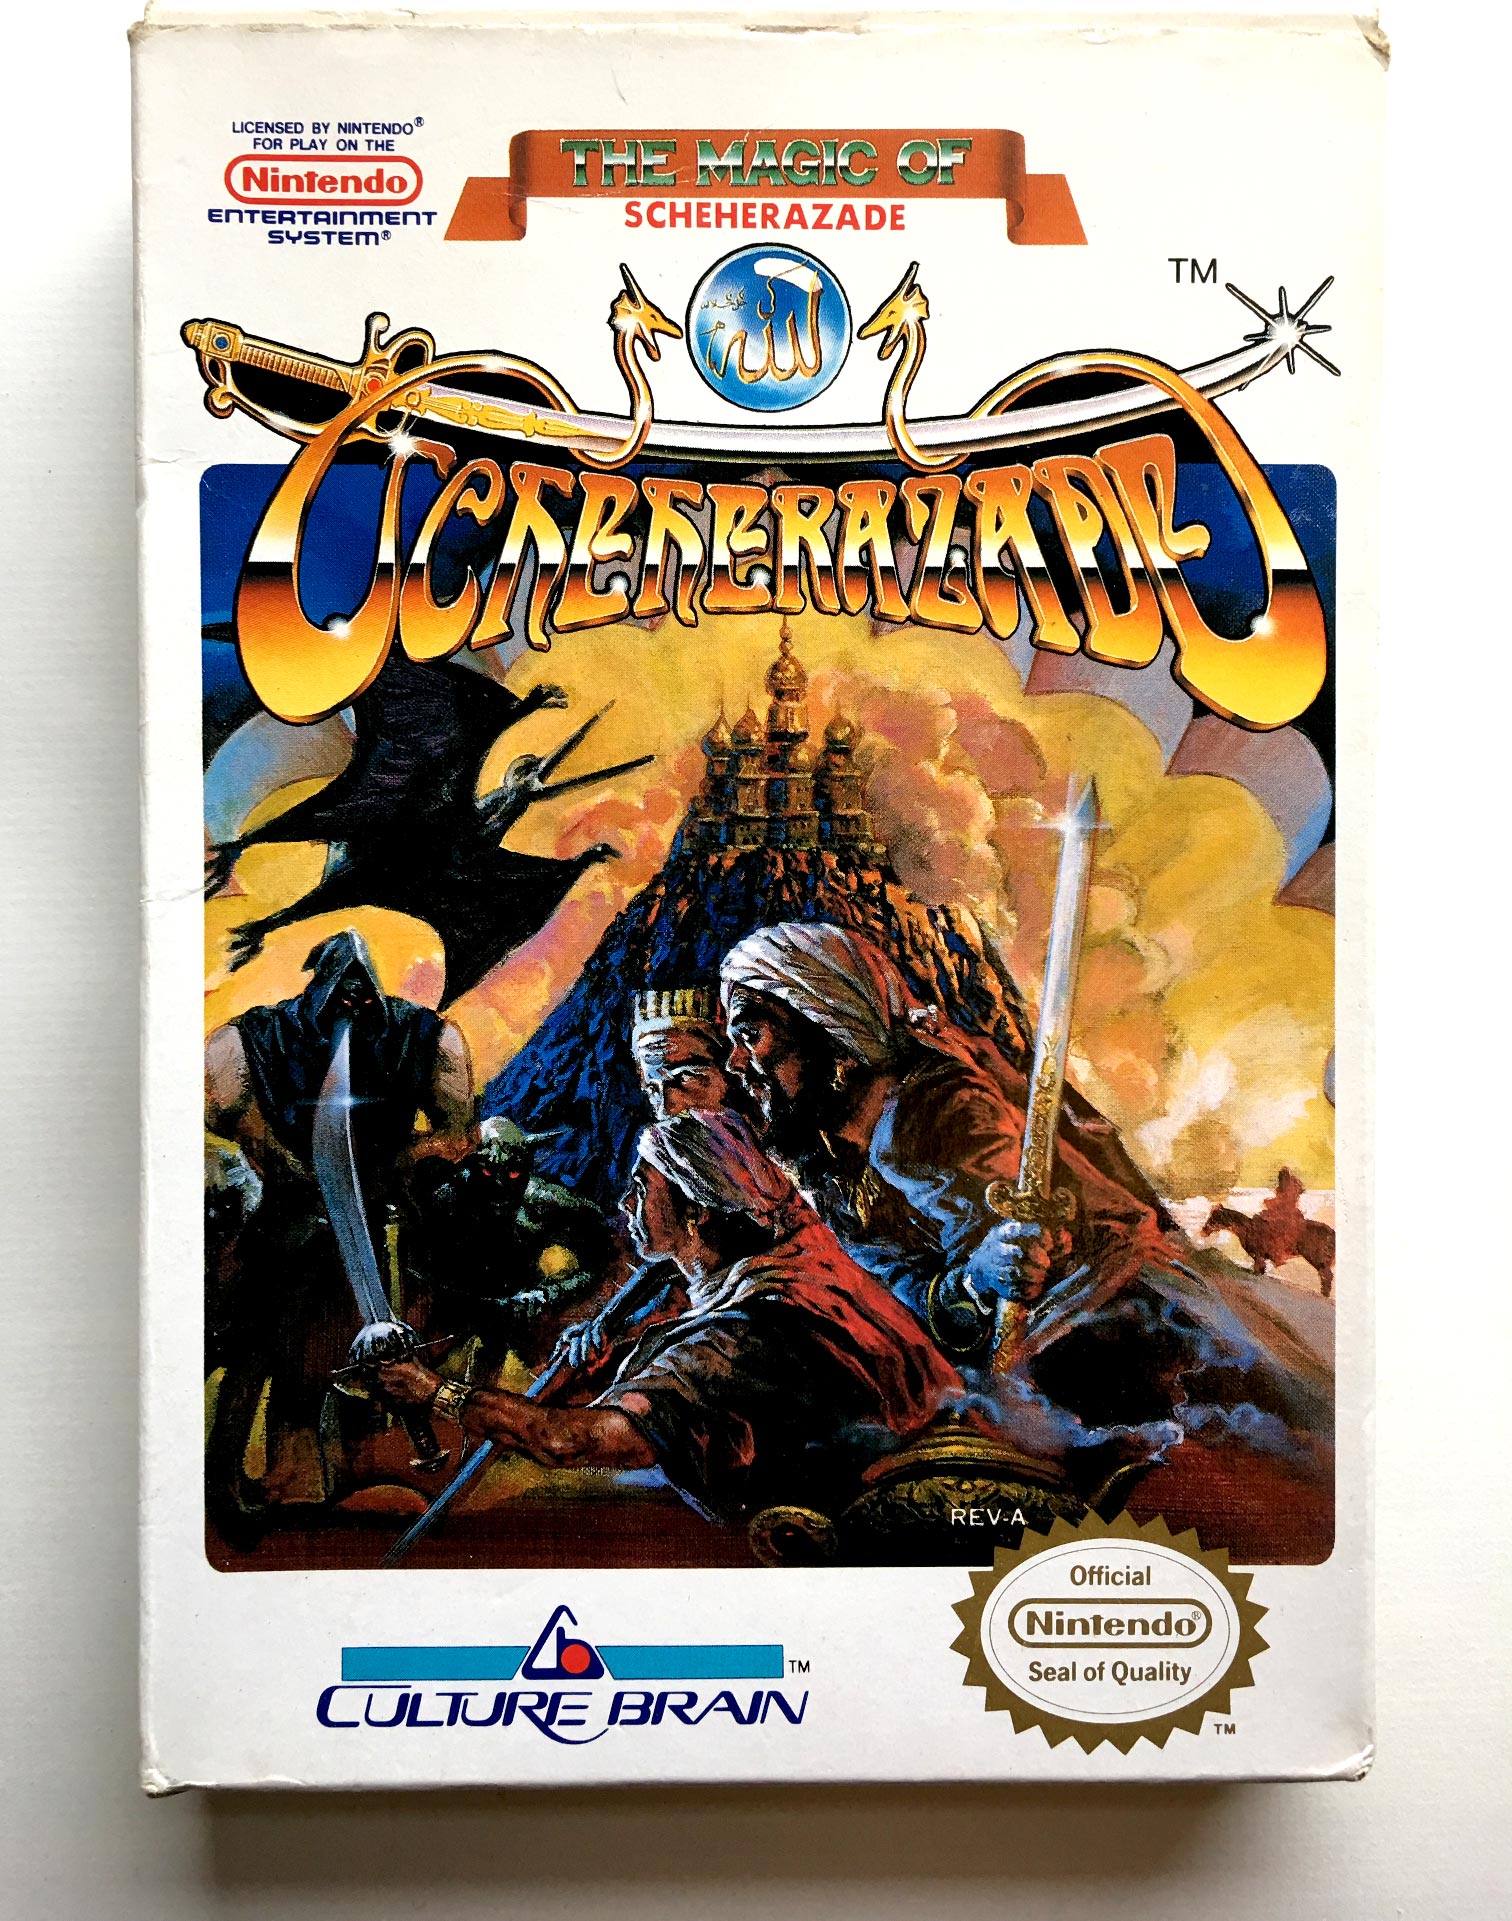 LICENSED BY NINTENDO®
FOR PLAY ON THE
Nintendo
ENTERTAINMENT
SYSTEM®
THE MAGIC OF
SCHEHERAZADE
TM
الله
SCHEHERAZADE
REV-A
TM
CULTURE BRAIN
Official
Nintendo®
Seal of Quality
TM